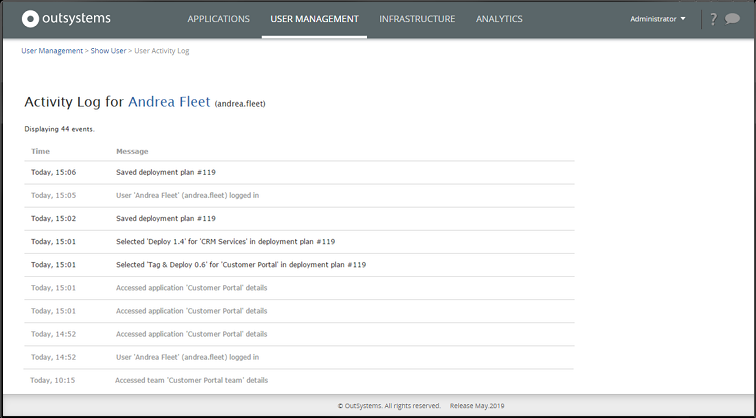 outsystems APPLICATIONS USER MANAGEMENT INFRASTRUCTURE ANALYTICS Administrator ?
User Management > Show User > User Activity Log
Activity Log for Andrea Fleet (andrea.fleet)
Displaying 44 events.
Time Message
Today, 15:06 Saved deployment plan #119
Today, 15:05 User 'Andrea Fleet' (andrea.fleet) logged in
Today, 15:02 Saved deployment plan #119
Today, 15:01 Selected 'Deploy 1.4' for 'CRM Services' in deployment plan #119
Today, 15:01 Selected 'Tag & Deploy 0.6' for 'Customer Portal' in deployment plan #119
Today, 15:01 Accessed application 'Customer Portal' details
Today, 15:01 Accessed application 'Customer Portal' details
Today, 14:52 Accessed application 'Customer Portal' details
Today, 14:52 User 'Andrea Fleet' (andrea.fleet) logged in
Today, 10:15 Accessed team 'Customer Portal team' details
© OutSystems. All rights reserved. Release May.2019